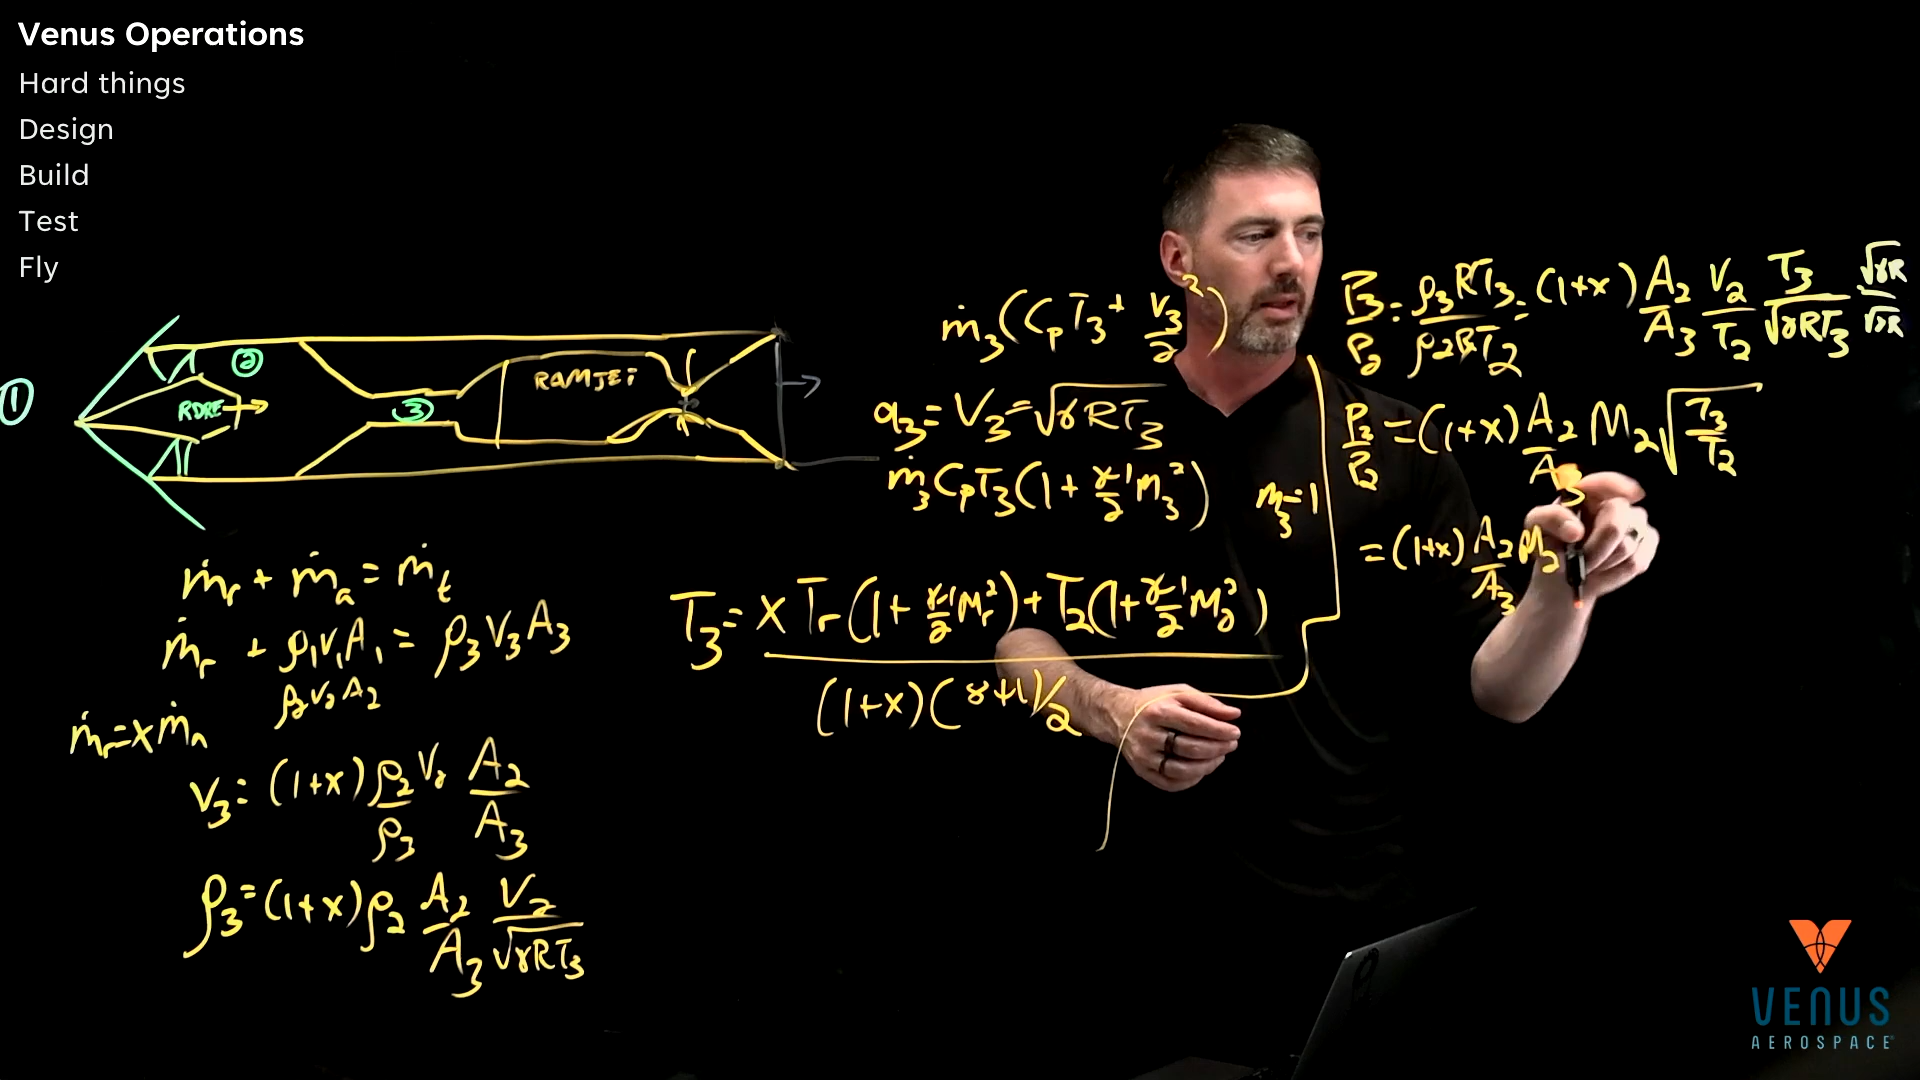 Venus Operations
Hard things
Design
Build
Test
Fly
①
②
RDRE
③
RAMJET
ṁr + ṁa = ṁt
ṁr + ρ1V1A1 = ρ3V3A3
ρ2V2A2
ṁr = xṁa
V3 = (1+x) ρ2/ρ3 V2 A2/A3
ρ3 = (1+x)ρ2 A2/A3 V2/√γRT3
ṁ3(CpT3 + V3²/2)
a3 = V3 = √γRT3
ṁ3CpT3(1 + γ-1/2 M3²)
M3=1
T3 = xTr(1 + γ-1/2 Mr²) + T2(1 + γ-1/2 M2²) / (1+x)(γ+1)/2
P3/P2 = ρ3RT3/ρ2RT2 = (1+x) A2/A3 V2/T2 T3/√γRT3 √γR/√γR
P3/P2 = (1+x) A2/A3 M2 √T3/T2
= (1+x) A2/A3 M2
VENUS
AEROSPACE